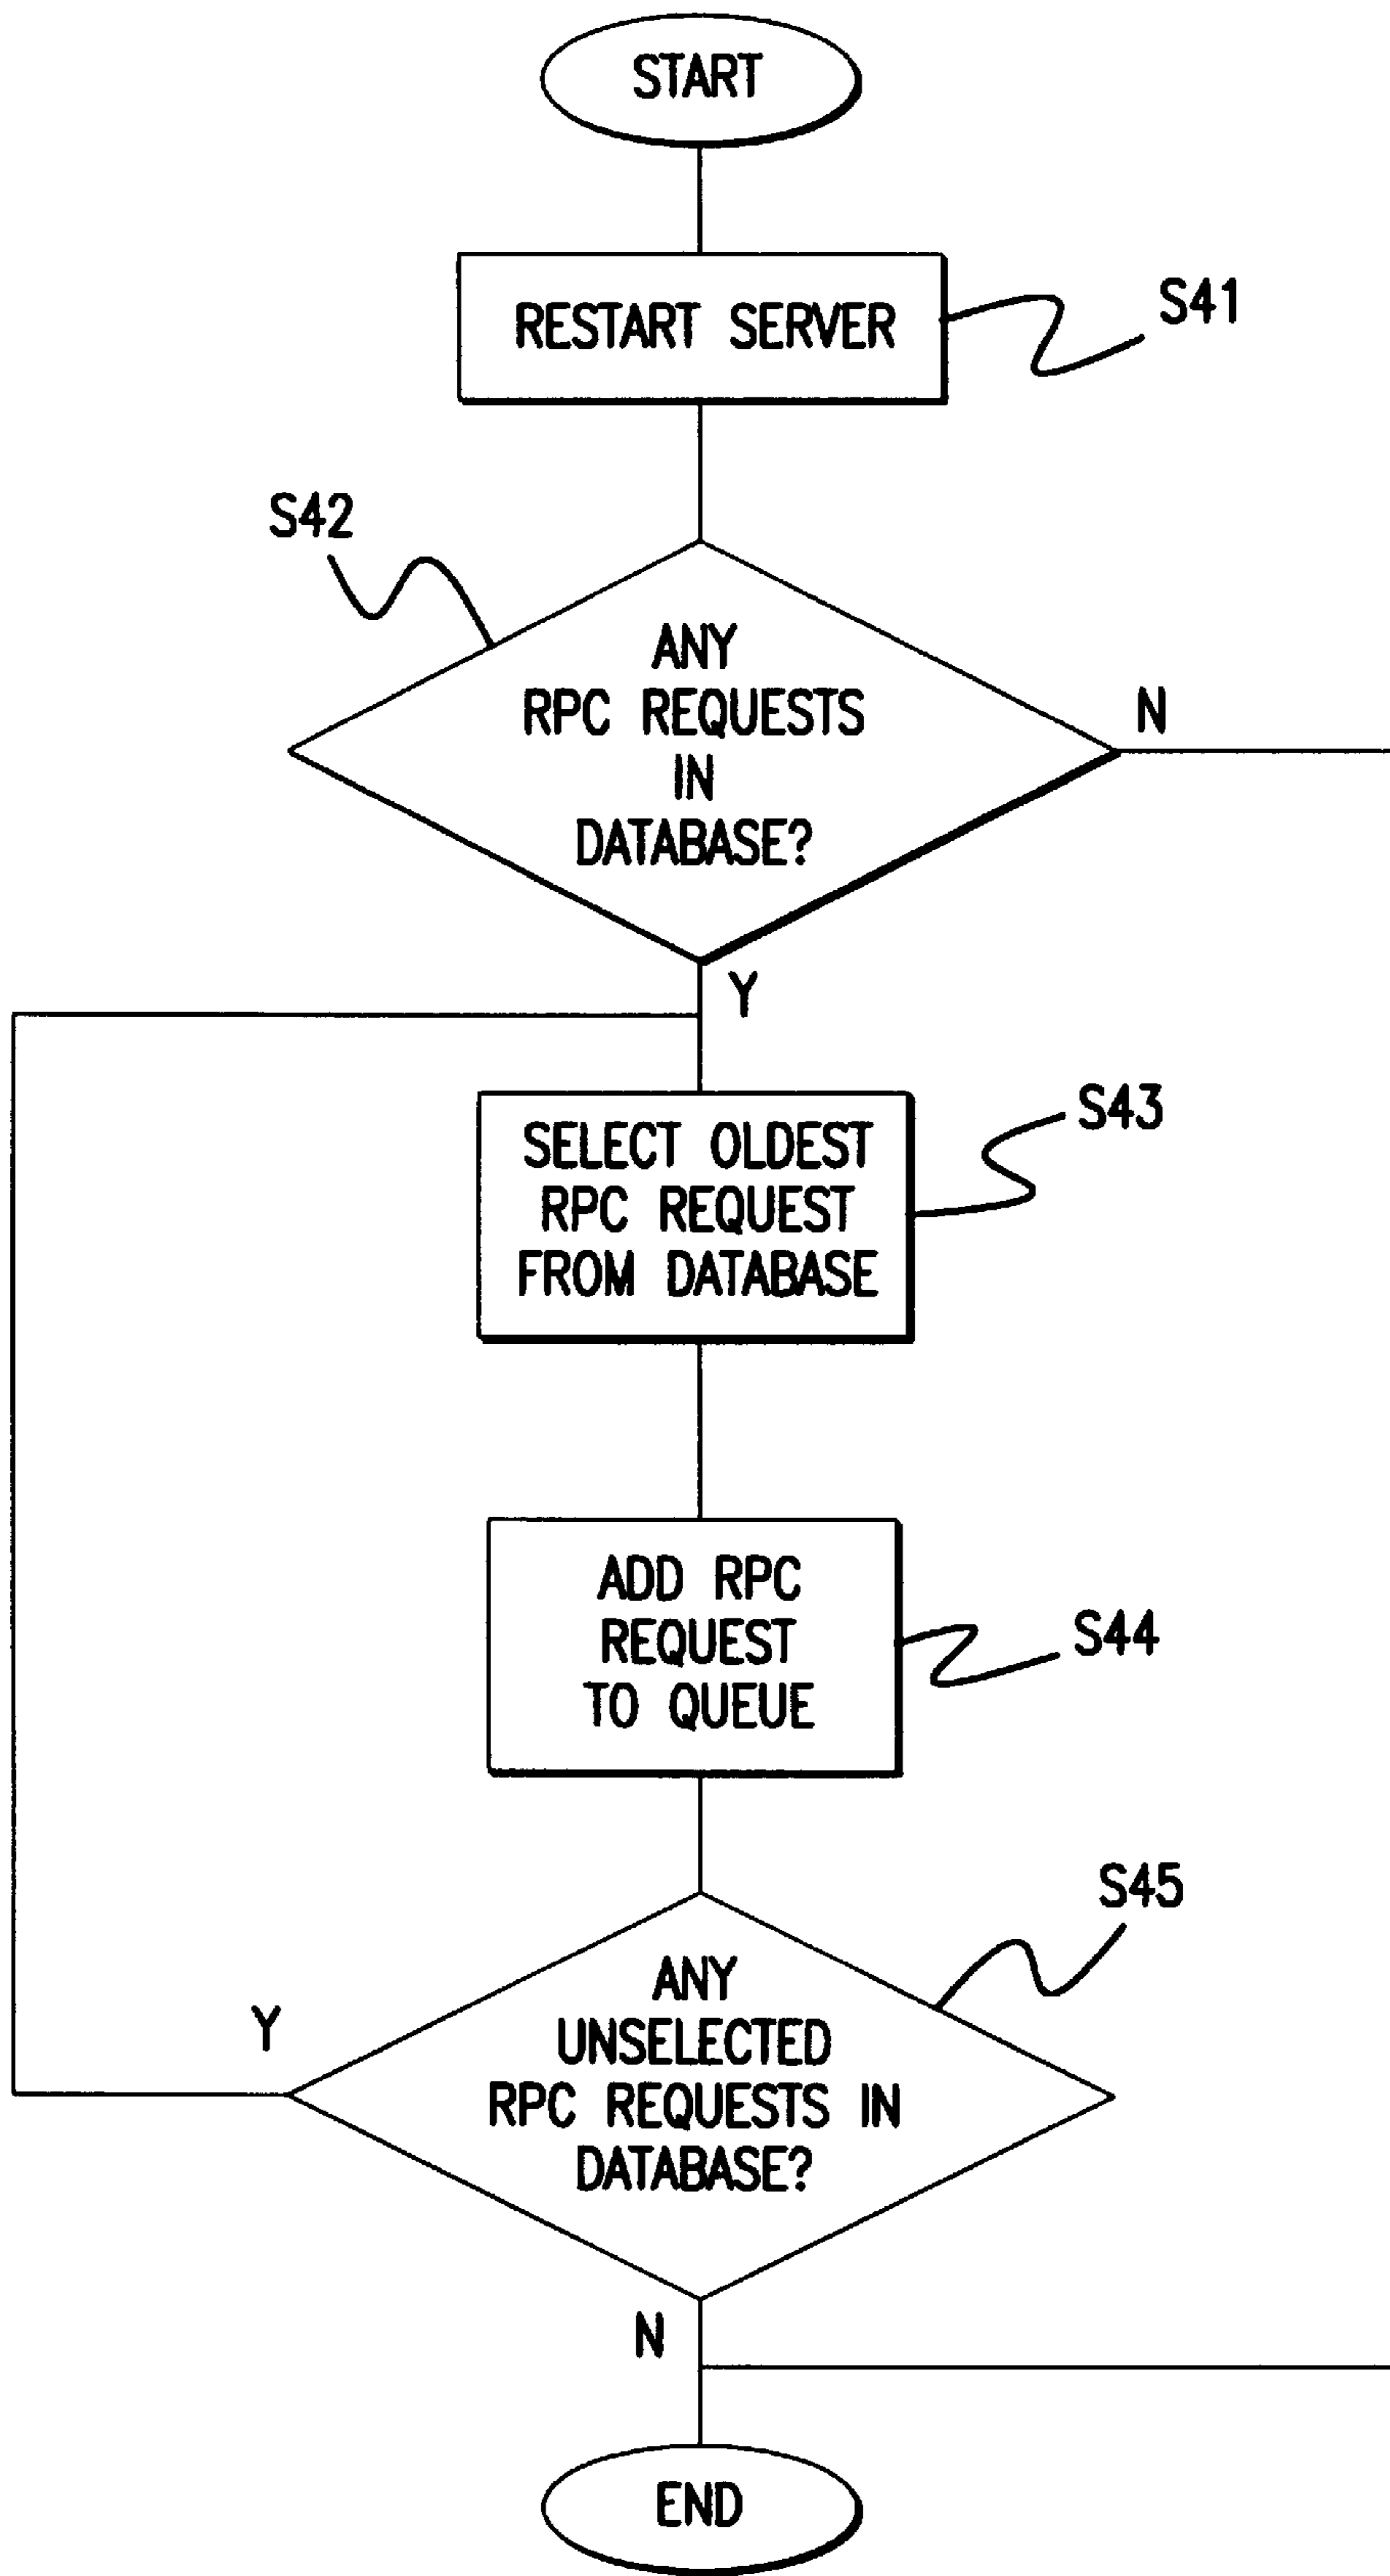 START
RESTART SERVER
S41
S42
ANY
RPC REQUESTS
IN
DATABASE?
N
Y
SELECT OLDEST
RPC REQUEST
FROM DATABASE
S43
ADD RPC
REQUEST
TO QUEUE
S44
S45
ANY
UNSELECTED
RPC REQUESTS IN
DATABASE?
Y
N
END